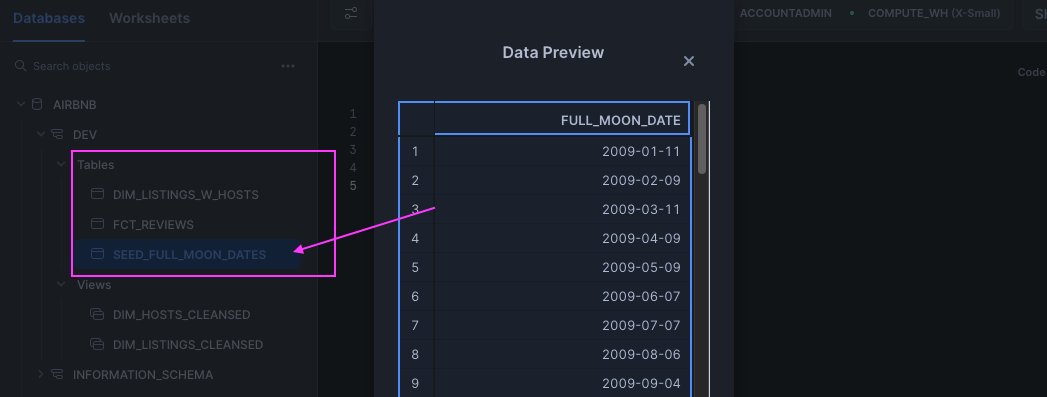 Databases Worksheets
ACCOUNTADMIN COMPUTE_WH (X-Small)
Search objects
Code
AIRBNB
DEV
Tables
DIM_LISTINGS_W_HOSTS
FCT_REVIEWS
SEED_FULL_MOON_DATES
Views
DIM_HOSTS_CLEANSED
DIM_LISTINGS_CLEANSED
INFORMATION_SCHEMA
1
2
3
4
5
Data Preview
FULL_MOON_DATE
1 2009-01-11
2 2009-02-09
3 2009-03-11
4 2009-04-09
5 2009-05-09
6 2009-06-07
7 2009-07-07
8 2009-08-06
9 2009-09-04